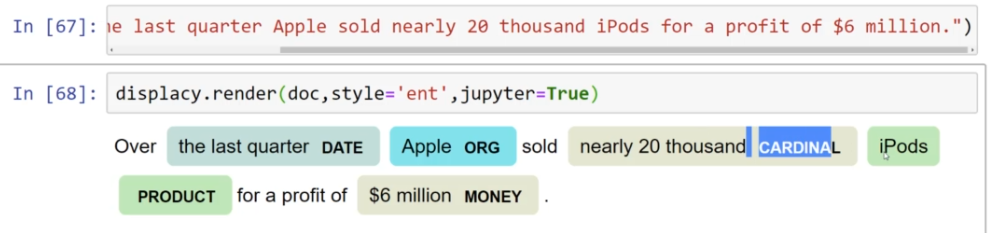 In [67]: he last quarter Apple sold nearly 20 thousand iPods for a profit of $6 million.")
In [68]: displacy.render(doc,style='ent',jupyter=True)
Over the last quarter DATE Apple ORG sold nearly 20 thousand CARDINAL iPods
PRODUCT for a profit of $6 million MONEY .